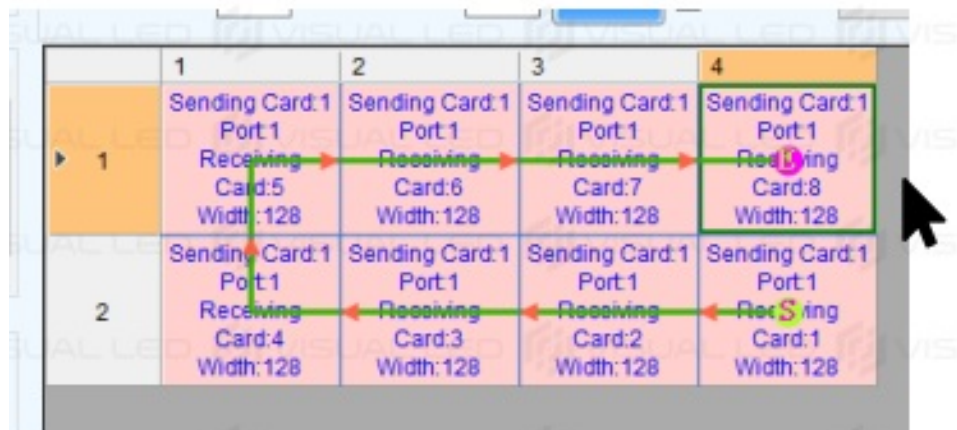 1 2 3 4
Sending Card:1 Sending Card:1 Sending Card:1 Sending Card:1
Port:1 Port:1 Port:1 Port:1
1 Receiving Receiving Receiving Receiving
Card:5 Card:6 Card:7 Card:8
Width:128 Width:128 Width:128 Width:128
Sending Card:1 Sending Card:1 Sending Card:1 Sending Card:1
Port:1 Port:1 Port:1 Port:1
2 Receiving Receiving Receiving Receiving S
Card:4 Card:3 Card:2 Card:1
Width:128 Width:128 Width:128 Width:128
VISUAL LED